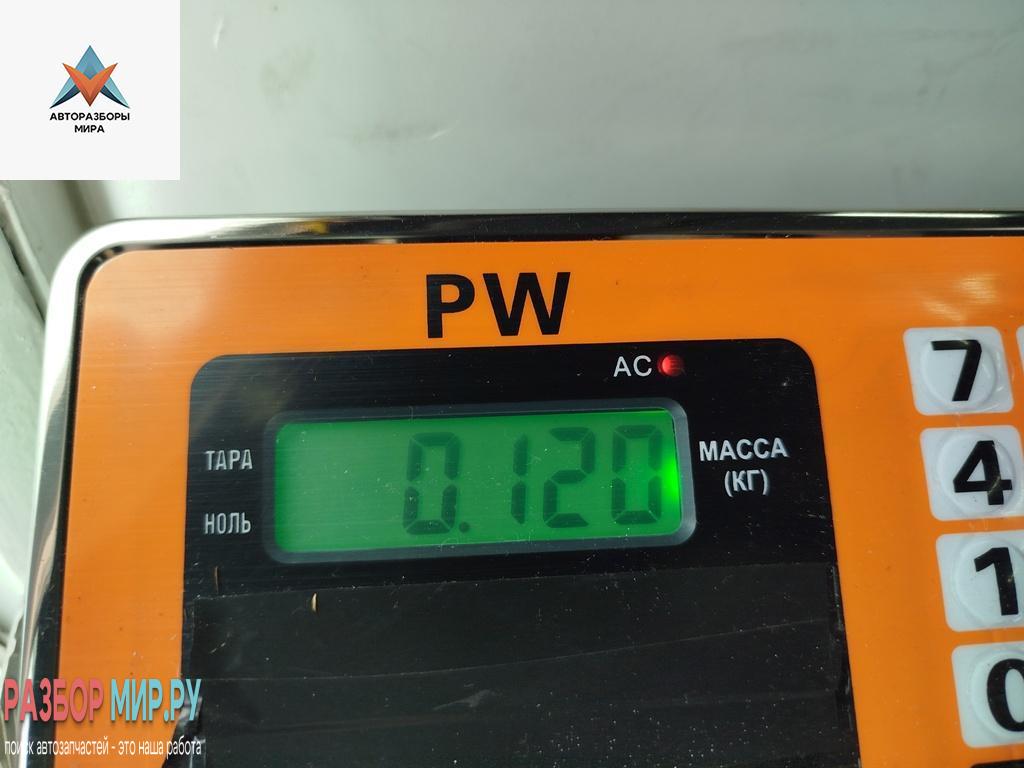 АВТОРАЗБОРЫ
МИРА
PW
AC
ТАРА
НОЛЬ
0.120
МАССА
(КГ)
7
4
1
0
РАЗБОР МИР.РУ
поиск автозапчастей - это наша работа